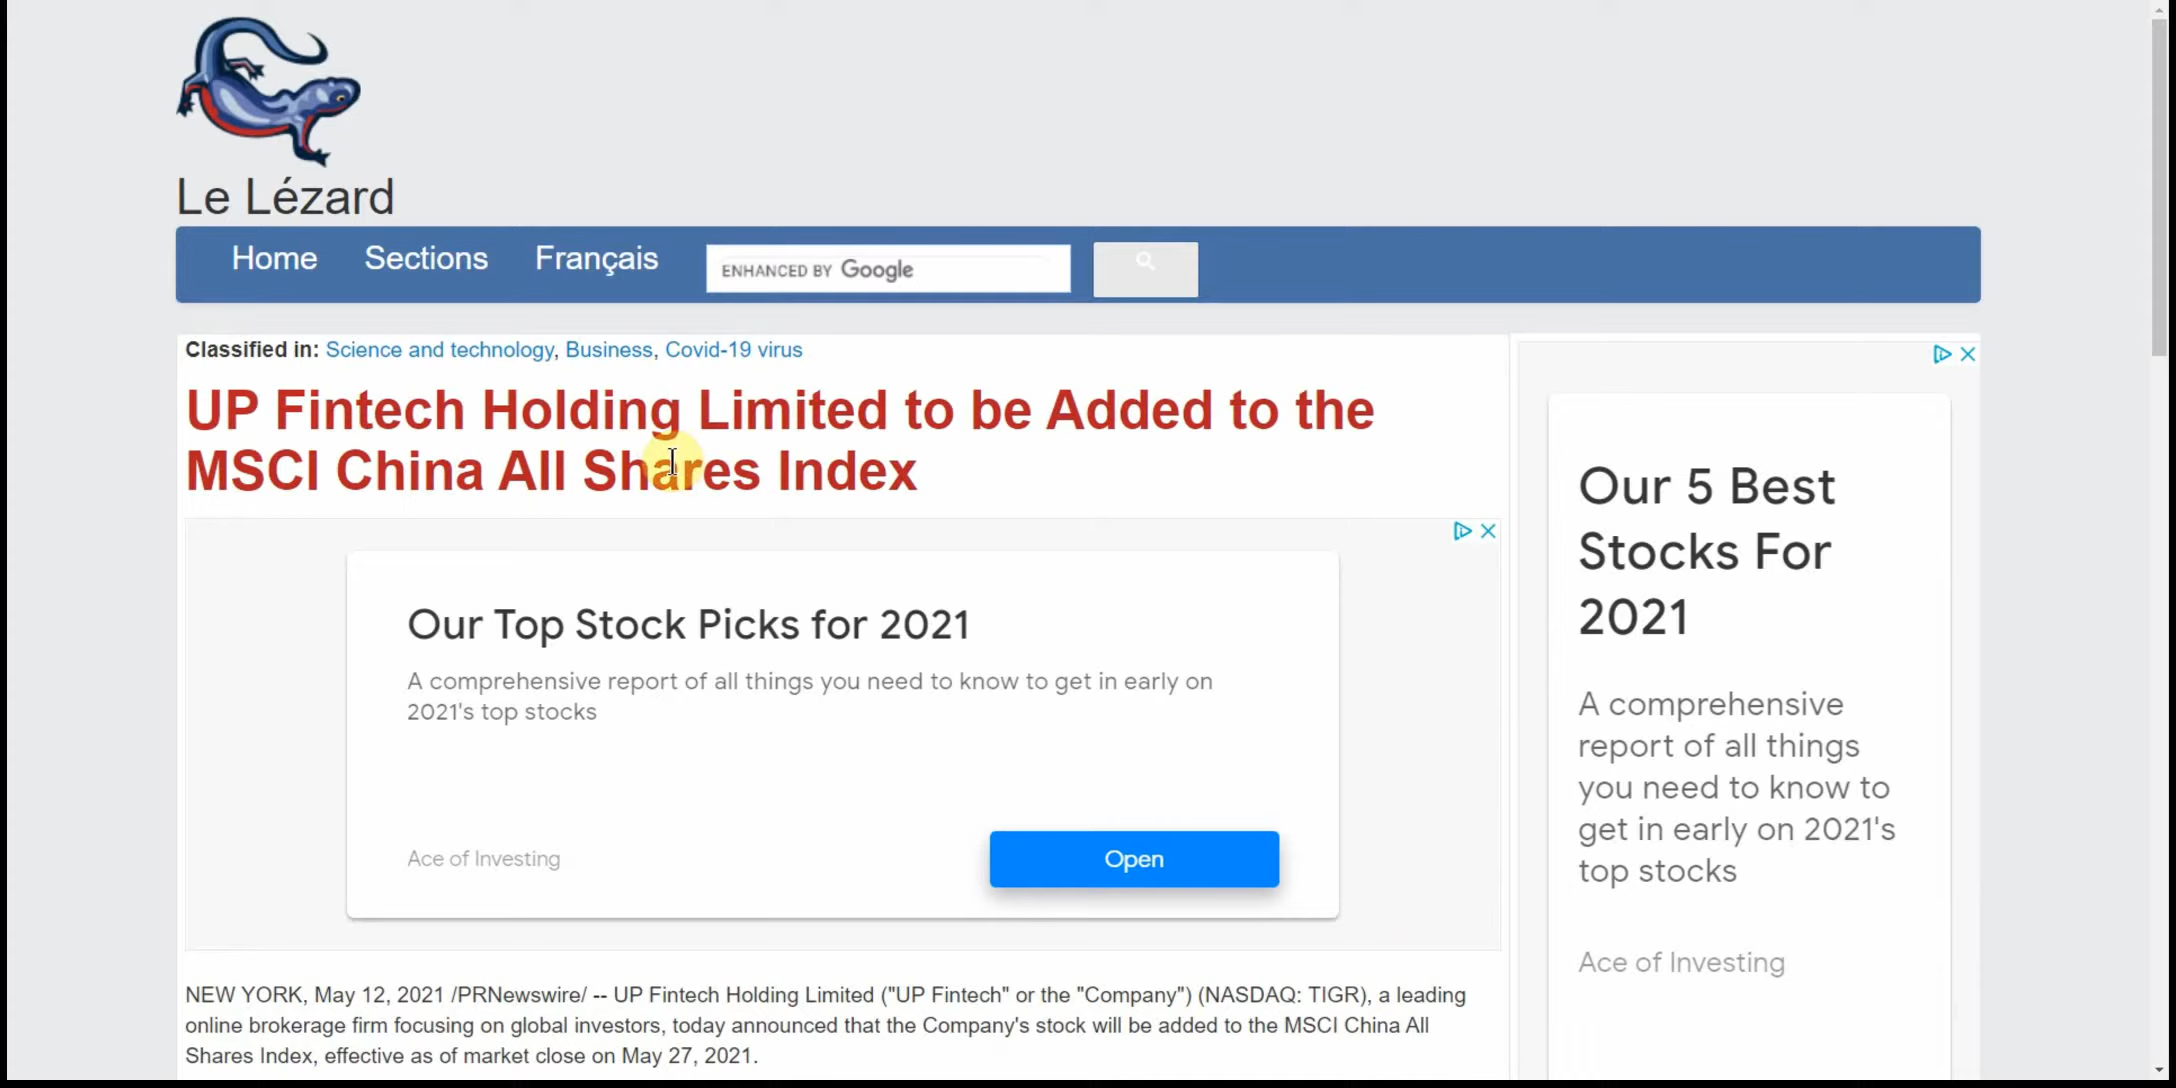 Le Lézard
Home Sections Français ENHANCED BY Google
Classified in: Science and technology, Business, Covid-19 virus
UP Fintech Holding Limited to be Added to the
MSCI China All Shares Index
Our Top Stock Picks for 2021
A comprehensive report of all things you need to know to get in early on
2021's top stocks
Ace of Investing
Open
NEW YORK, May 12, 2021 /PRNewswire/ -- UP Fintech Holding Limited ("UP Fintech" or the "Company") (NASDAQ: TIGR), a leading
online brokerage firm focusing on global investors, today announced that the Company's stock will be added to the MSCI China All
Shares Index, effective as of market close on May 27, 2021.
Our 5 Best
Stocks For
2021
A comprehensive
report of all things
you need to know to
get in early on 2021's
top stocks
Ace of Investing